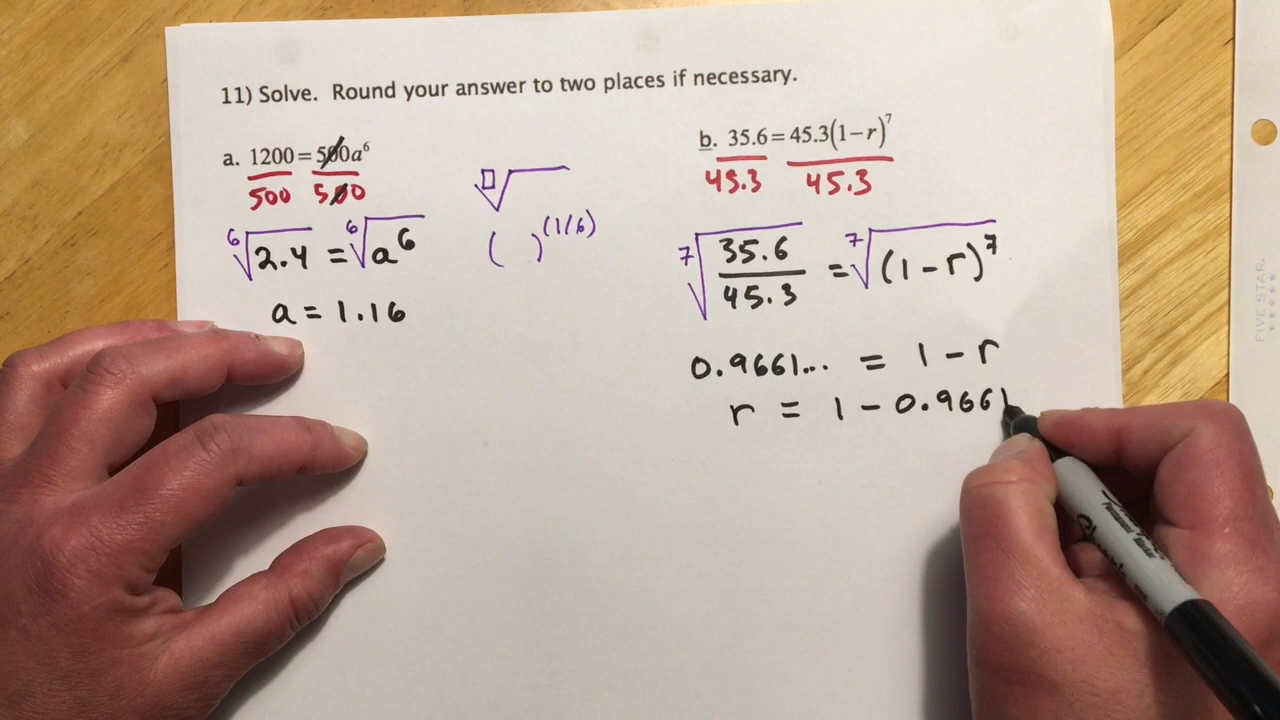 11) Solve. Round your answer to two places if necessary.
a. 1200 = 500a⁶
500 500
⁶√2.4 = ⁶√a⁶
a = 1.16
√
( )^(1/6)
b. 35.6 = 45.3(1−r)⁷
45.3 45.3
⁷√(35.6/45.3) = ⁷√(1−r)⁷
0.9661... = 1 − r
r = 1 − 0.9661
FIVE STAR.